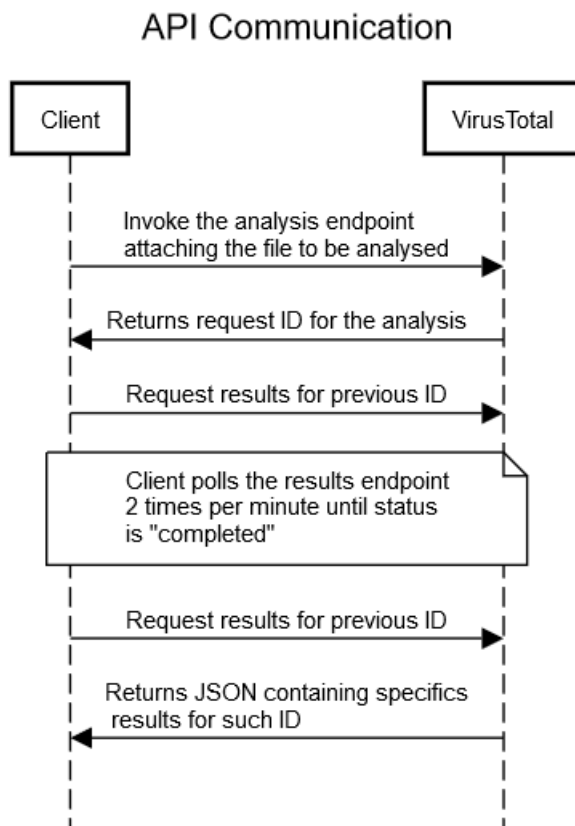 API Communication
Client
VirusTotal
Invoke the analysis endpoint
attaching the file to be analysed
Returns request ID for the analysis
Request results for previous ID
Client polls the results endpoint
2 times per minute until status
is "completed"
Request results for previous ID
Returns JSON containing specifics
results for such ID